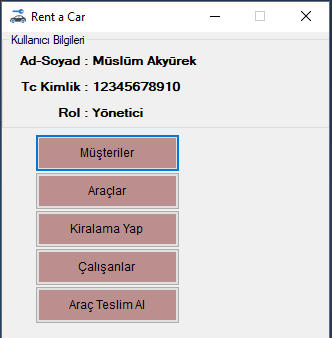 Rent a Car
Kullanıcı Bilgileri
Ad-Soyad : Müslüm Akyürek
Tc Kimlik : 12345678910
Rol : Yönetici
Müşteriler
Araçlar
Kiralama Yap
Çalışanlar
Araç Teslim Al